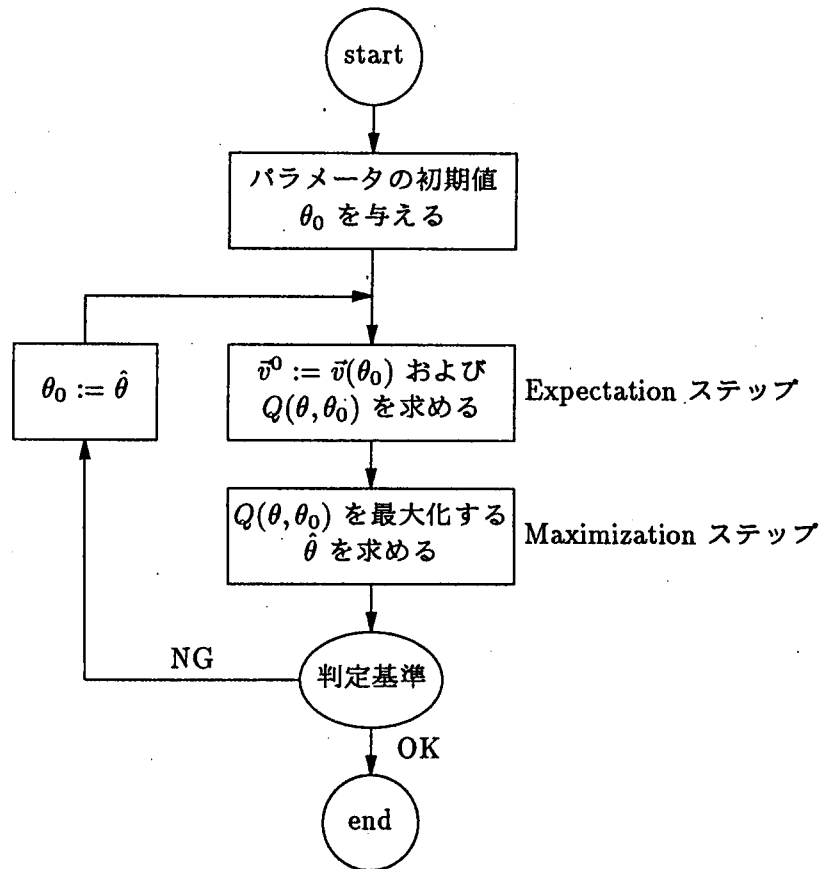 start
パラメータの初期値
θ₀ を与える
θ₀ := θ̂
v⃗⁰ := v⃗(θ₀) および
Q(θ, θ₀) を求める
Expectation ステップ
Q(θ, θ₀) を最大化する
θ̂ を求める
Maximization ステップ
NG
判定基準
OK
end